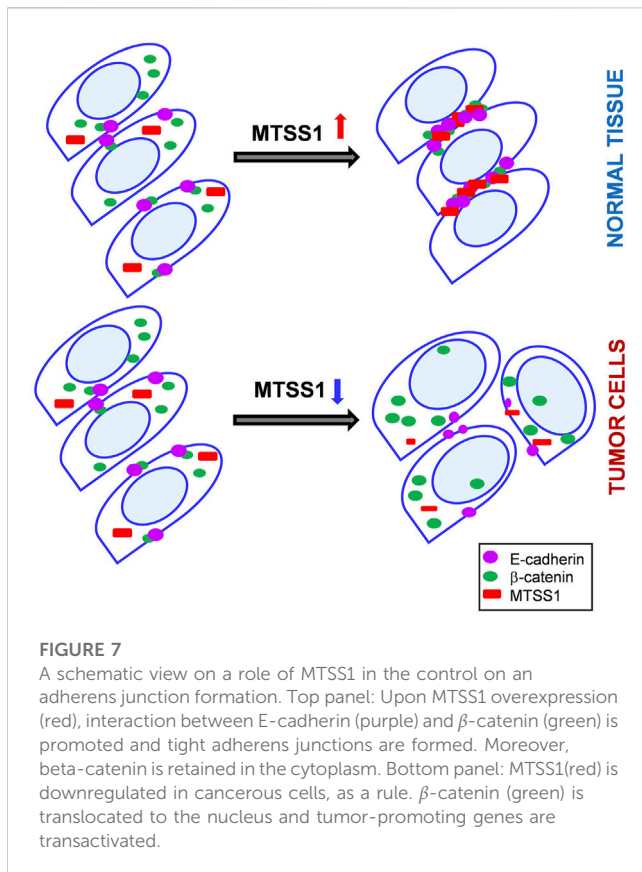 MTSS1
NORMAL TISSUE
MTSS1
TUMOR CELLS
E-cadherin
β-catenin
MTSS1
FIGURE 7
A schematic view on a role of MTSS1 in the control on an
adherens junction formation. Top panel: Upon MTSS1 overexpression
(red), interaction between E-cadherin (purple) and β-catenin (green) is
promoted and tight adherens junctions are formed. Moreover,
beta-catenin is retained in the cytoplasm. Bottom panel: MTSS1(red) is
downregulated in cancerous cells, as a rule. β-catenin (green) is
translocated to the nucleus and tumor-promoting genes are
transactivated.